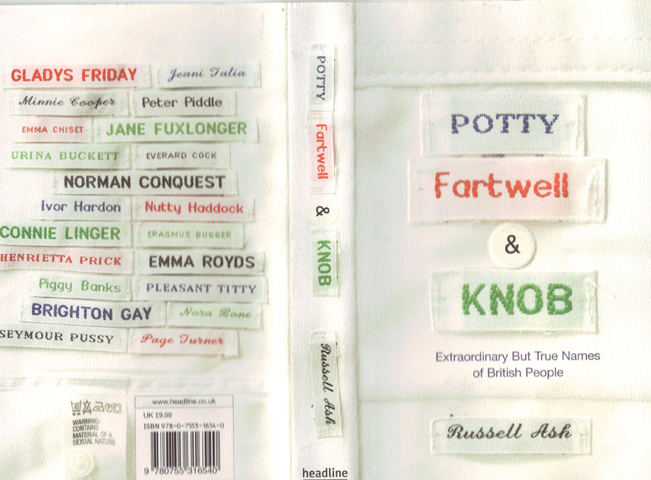 GLADYS FRIDAY Jeani Talia
Minnie Cooper Peter Piddle
EMMA CHISET JANE FUXLONGER
URINA BUCKETT EVERARD COCK
NORMAN CONQUEST
Ivor Hardon Nutty Haddock
CONNIE LINGER ERASMUS BUGGER
HENRIETTA PRICK EMMA ROYDS
Piggy Banks PLEASANT TITTY
BRIGHTON GAY Nora Bone
SEYMOUR PUSSY Page Turner
WARNING:
CONTAINS
MATERIAL OF A
SEXUAL NATURE
www.headline.co.uk
UK £9.99
ISBN 978-0-7553-1654-0
9 780755 316540
POTTY
Fartwell
&
KNOB
Russell Ash
headline
POTTY
Fartwell
&
KNOB
Extraordinary But True Names
of British People
Russell Ash